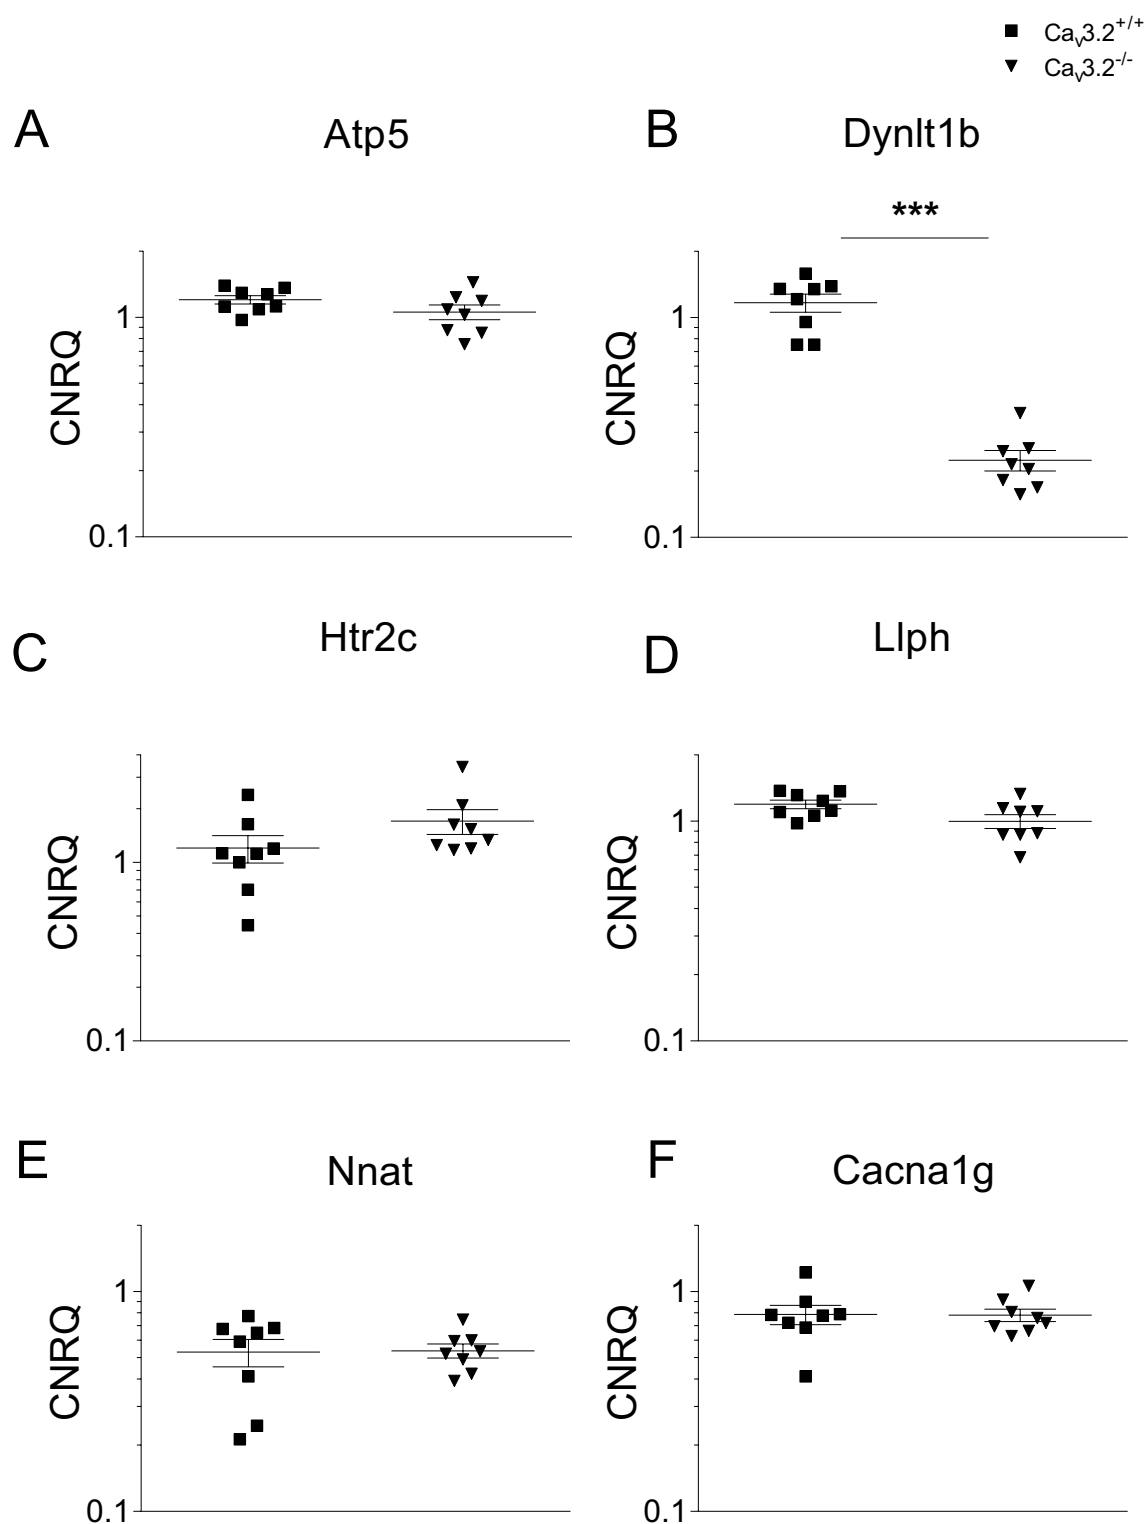 Caᵥ3.2⁺/⁺
Caᵥ3.2⁻/⁻
A
Atp5
B
Dynlt1b
***
CNRQ
1
0.1
CNRQ
1
0.1
C
Htr2c
D
Llph
CNRQ
1
0.1
CNRQ
1
0.1
E
Nnat
F
Cacna1g
CNRQ
1
0.1
CNRQ
1
0.1